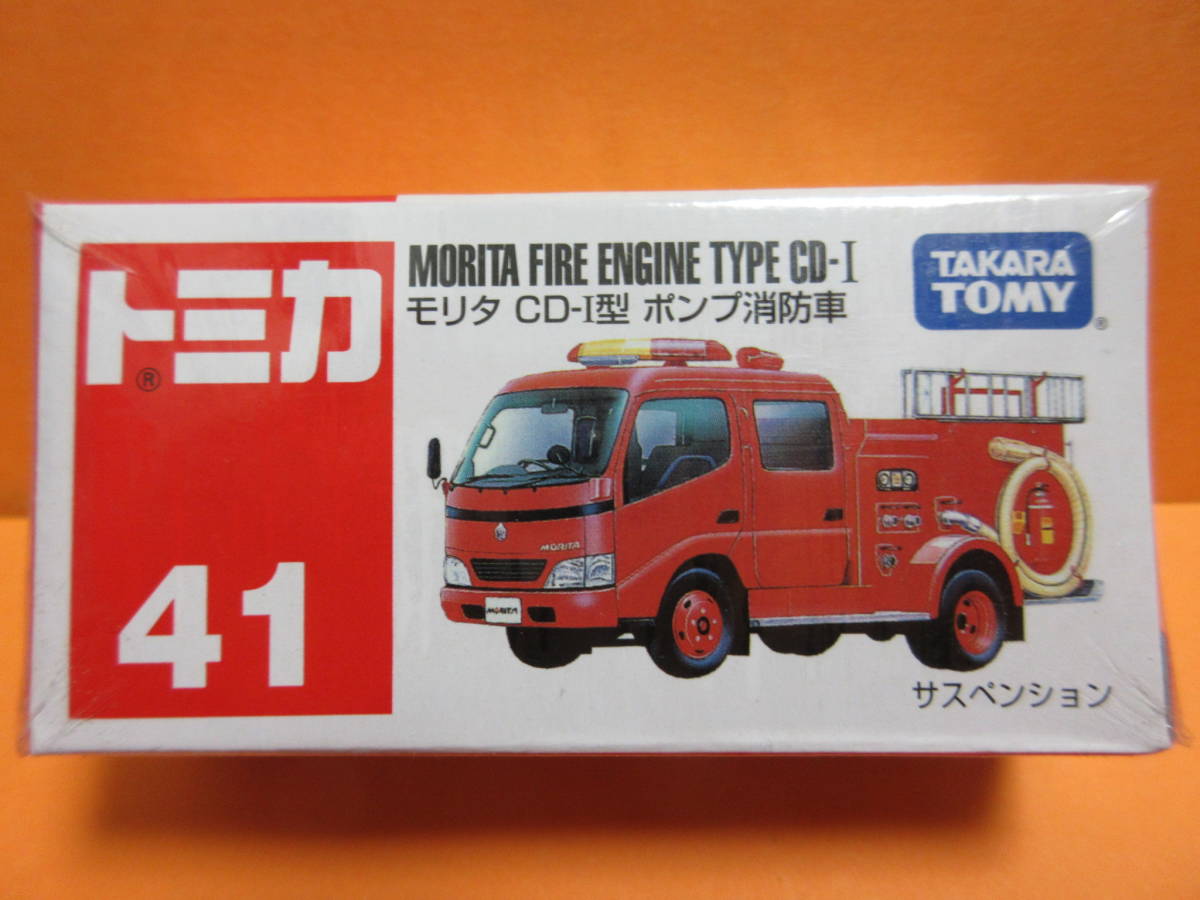 トミカ
®
41
MORITA FIRE ENGINE TYPE CD-I
モリタ CD-I型 ポンプ消防車
TAKARA
TOMY
®
MORITA
MORITA
サスペンション